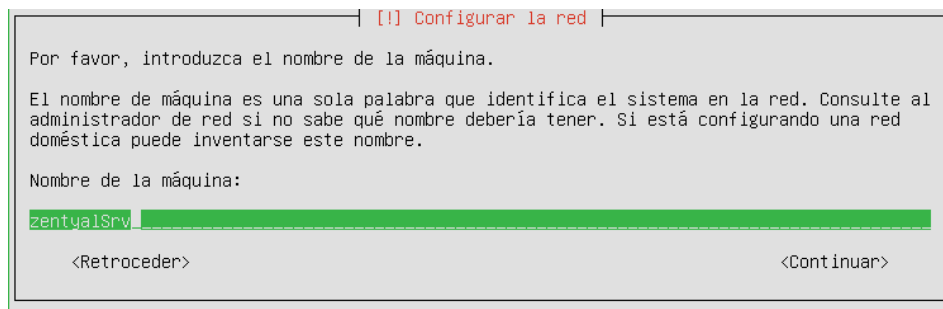 [!] Configurar la red
Por favor, introduzca el nombre de la máquina.
El nombre de máquina es una sola palabra que identifica el sistema en la red. Consulte al
administrador de red si no sabe qué nombre debería tener. Si está configurando una red
doméstica puede inventarse este nombre.
Nombre de la máquina:
zentyalSrv
<Retroceder> <Continuar>